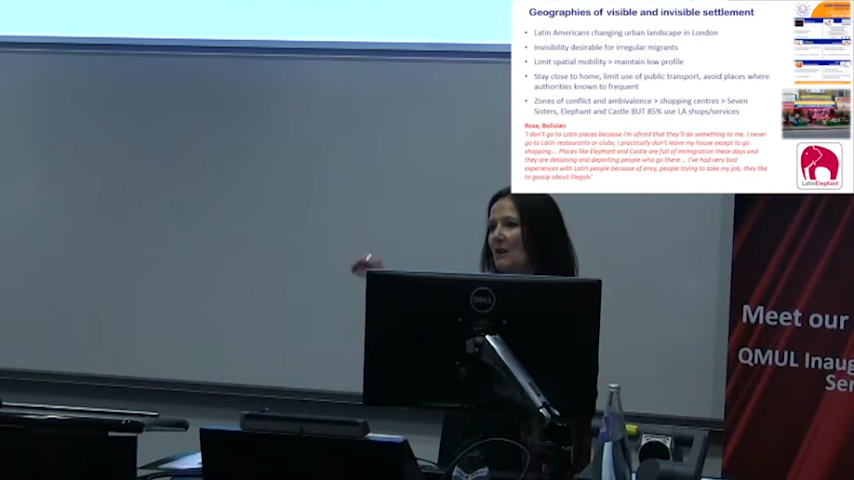 Geographies of visible and invisible settlement
• Latin Americans changing urban landscape in London
• Invisibility desirable for irregular migrants
• Limit spatial mobility > maintain low profile
• Stay close to home, limit use of public transport, avoid places where
authorities known to frequent
• Zones of conflict and ambivalence > shopping centres > Seven
Sisters, Elephant and Castle BUT 85% use LA shops/services
Rosa, Bolivian
'I don't go to Latin places because I'm afraid that they'll do something to me. I never
go to Latin restaurants or clubs, I practically don't leave my house except to go
shopping ... Places like Elephant and Castle are full of immigration these days and
they are detaining and deporting people who go there ... I've had very bad
experiences with Latin people because of envy, people trying to take my job, they like
to gossip about illegals'
LatinElephant
DELL
Meet our
QMUL Inaug
Ser